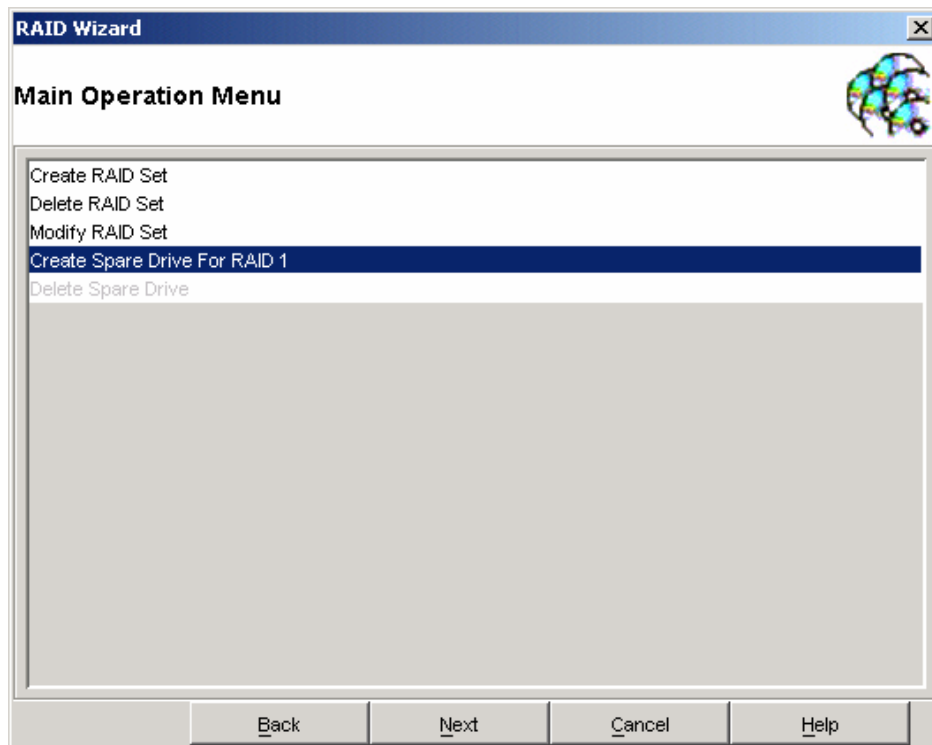 RAID Wizard
Main Operation Menu
Create RAID Set
Delete RAID Set
Modify RAID Set
Create Spare Drive For RAID 1
Delete Spare Drive
Back Next Cancel Help